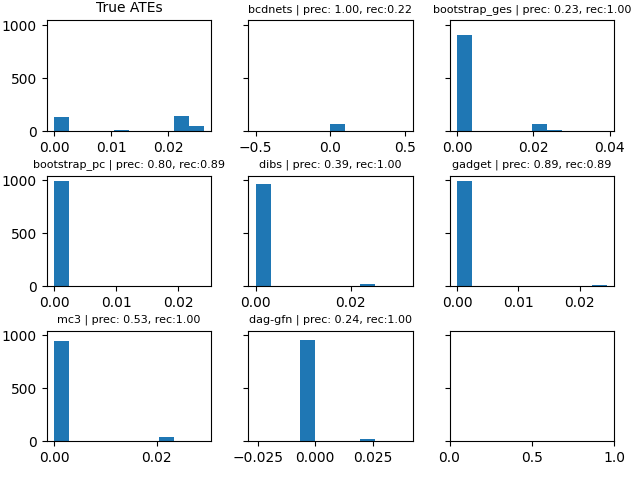 True ATEs
bcdnets | prec: 1.00, rec:0.22
bootstrap_ges | prec: 0.23, rec:1.00
1000
500
0
0.00 0.01 0.02
−0.5 0.0 0.5
0.00 0.02 0.04
bootstrap_pc | prec: 0.80, rec:0.89
dibs | prec: 0.39, rec:1.00
gadget | prec: 0.89, rec:0.89
1000
500
0
0.00 0.01 0.02
0.00 0.02
0.00 0.01 0.02
mc3 | prec: 0.53, rec:1.00
dag-gfn | prec: 0.24, rec:1.00
1000
500
0
0.00 0.02
−0.025 0.000 0.025
0.0 0.5 1.0